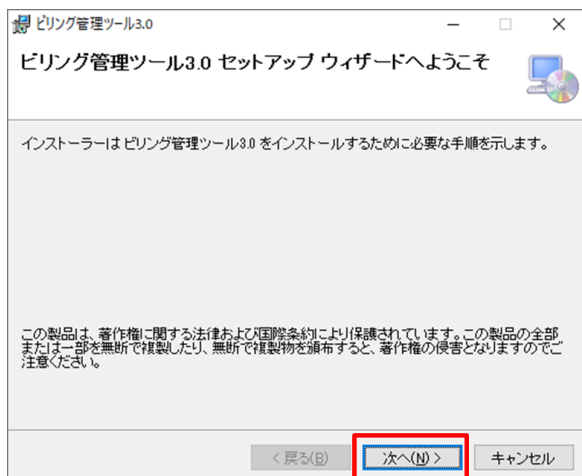 ビリング管理ツール3.0
ビリング管理ツール3.0 セットアップ ウィザードへようこそ
インストーラーは ビリング管理ツール3.0 をインストールするために必要な手順を示します。
この製品は、著作権に関する法律および国際条約により保護されています。この製品の全部
または一部を無断で複製したり、無断で複製物を頒布すると、著作権の侵害となりますのでご
注意ください。
< 戻る(B)
次へ(N) >
キャンセル